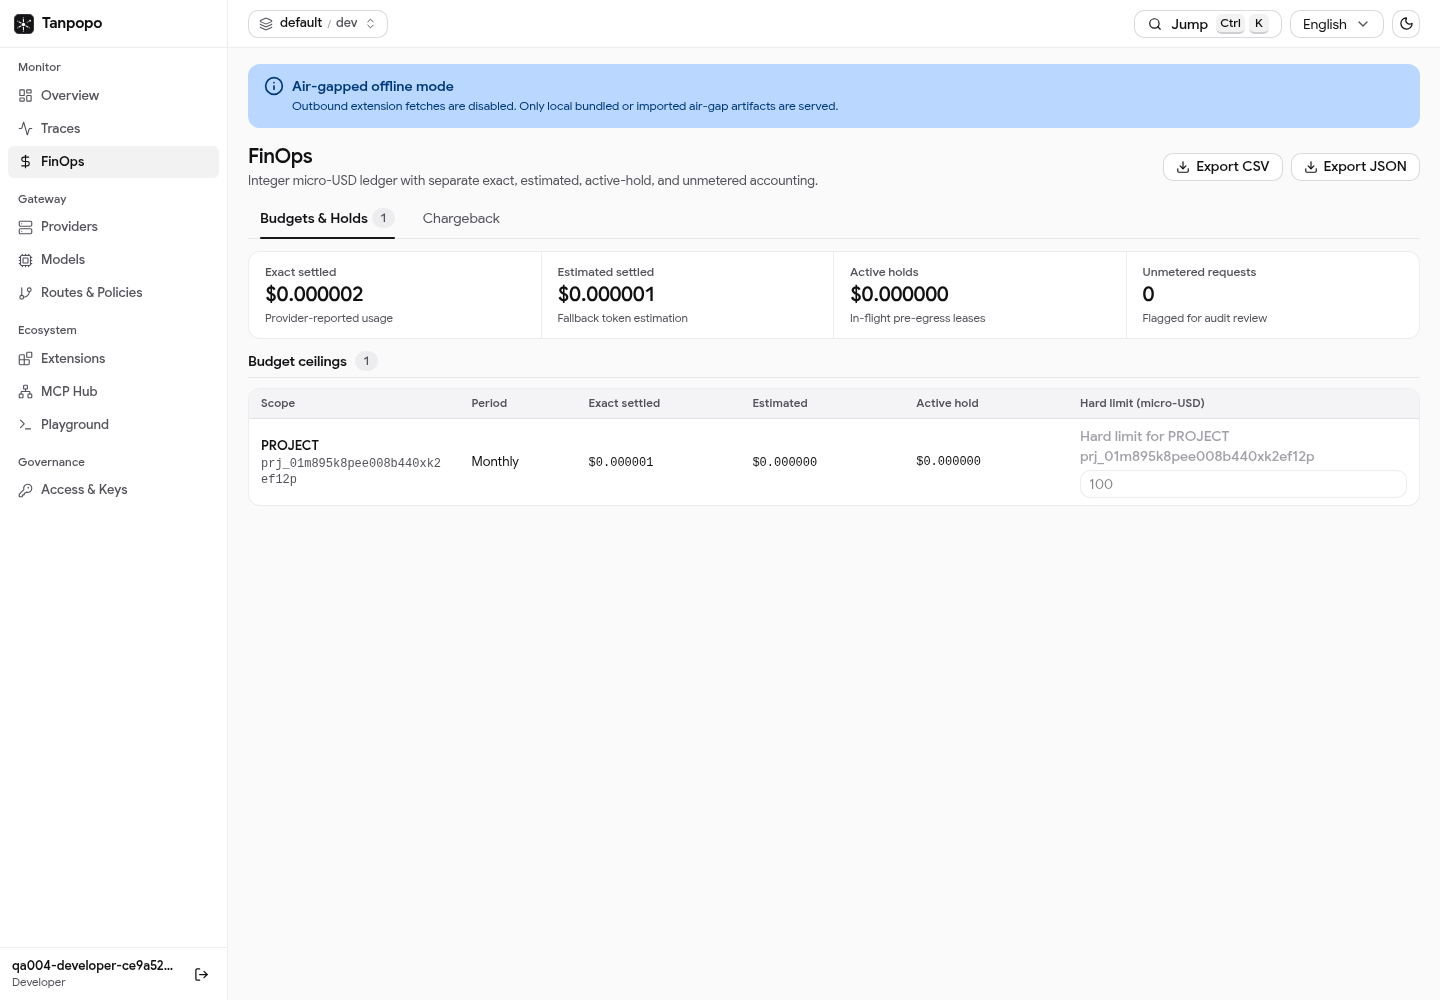 Tanpopo
default / dev
Jump Ctrl K
English
Monitor
Overview
Traces
FinOps
Gateway
Providers
Models
Routes & Policies
Ecosystem
Extensions
MCP Hub
Playground
Governance
Access & Keys
qa004-developer-ce9a52...
Developer
Air-gapped offline mode
Outbound extension fetches are disabled. Only local bundled or imported air-gap artifacts are served.
FinOps
Integer micro-USD ledger with separate exact, estimated, active-hold, and unmetered accounting.
Export CSV
Export JSON
Budgets & Holds 1
Chargeback
Exact settled
$0.000002
Provider-reported usage
Estimated settled
$0.000001
Fallback token estimation
Active holds
$0.000000
In-flight pre-egress leases
Unmetered requests
0
Flagged for audit review
Budget ceilings 1
Scope Period Exact settled Estimated Active hold Hard limit (micro-USD)
PROJECT
prj_01m895k8pee008b440xk2
ef12p
Monthly
$0.000001
$0.000000
$0.000000
Hard limit for PROJECT
prj_01m895k8pee008b440xk2ef12p
100